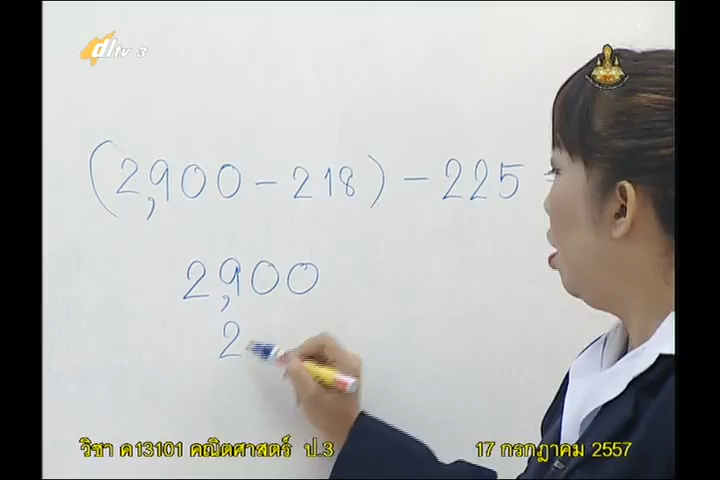 dltv 3
(2,900 - 218) - 225 =
2,900
2
วิชา ค13101 คณิตศาสตร์ ป.3
17 กรกฎาคม 2557